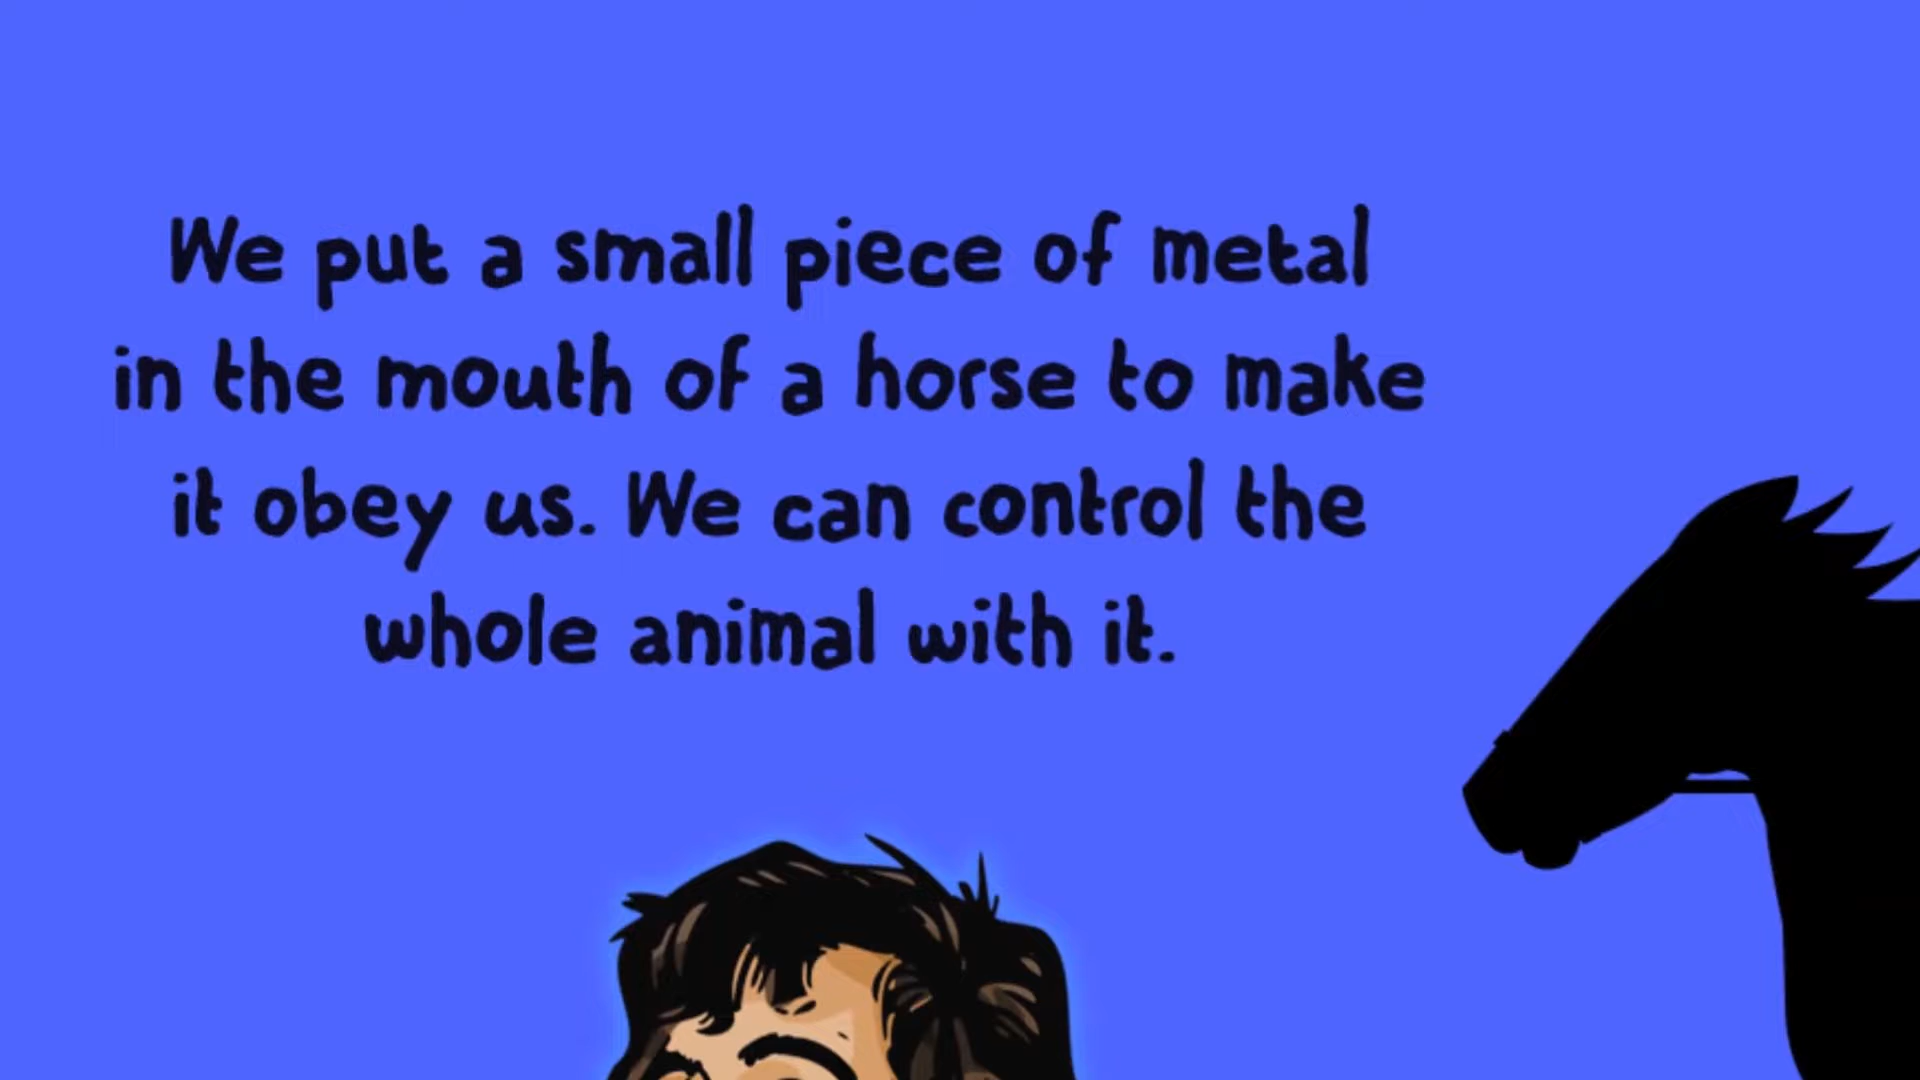 We put a small piece of metal
in the mouth of a horse to make
it obey us. We can control the
whole animal with it.